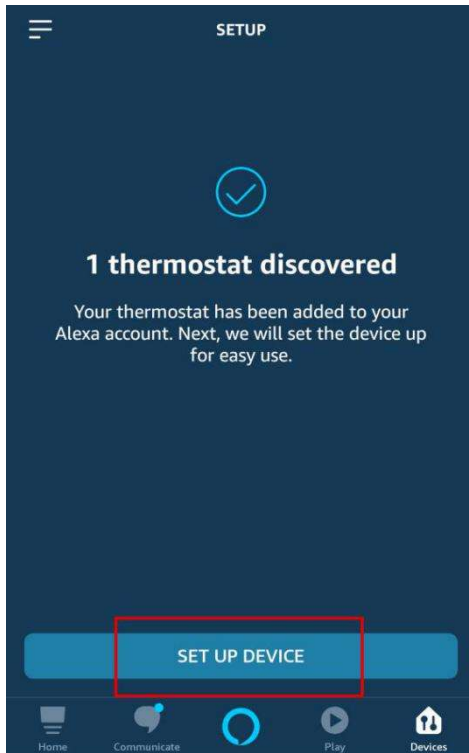 SETUP
1 thermostat discovered
Your thermostat has been added to your
Alexa account. Next, we will set the device up
for easy use.
SET UP DEVICE
Home Communicate Play Devices